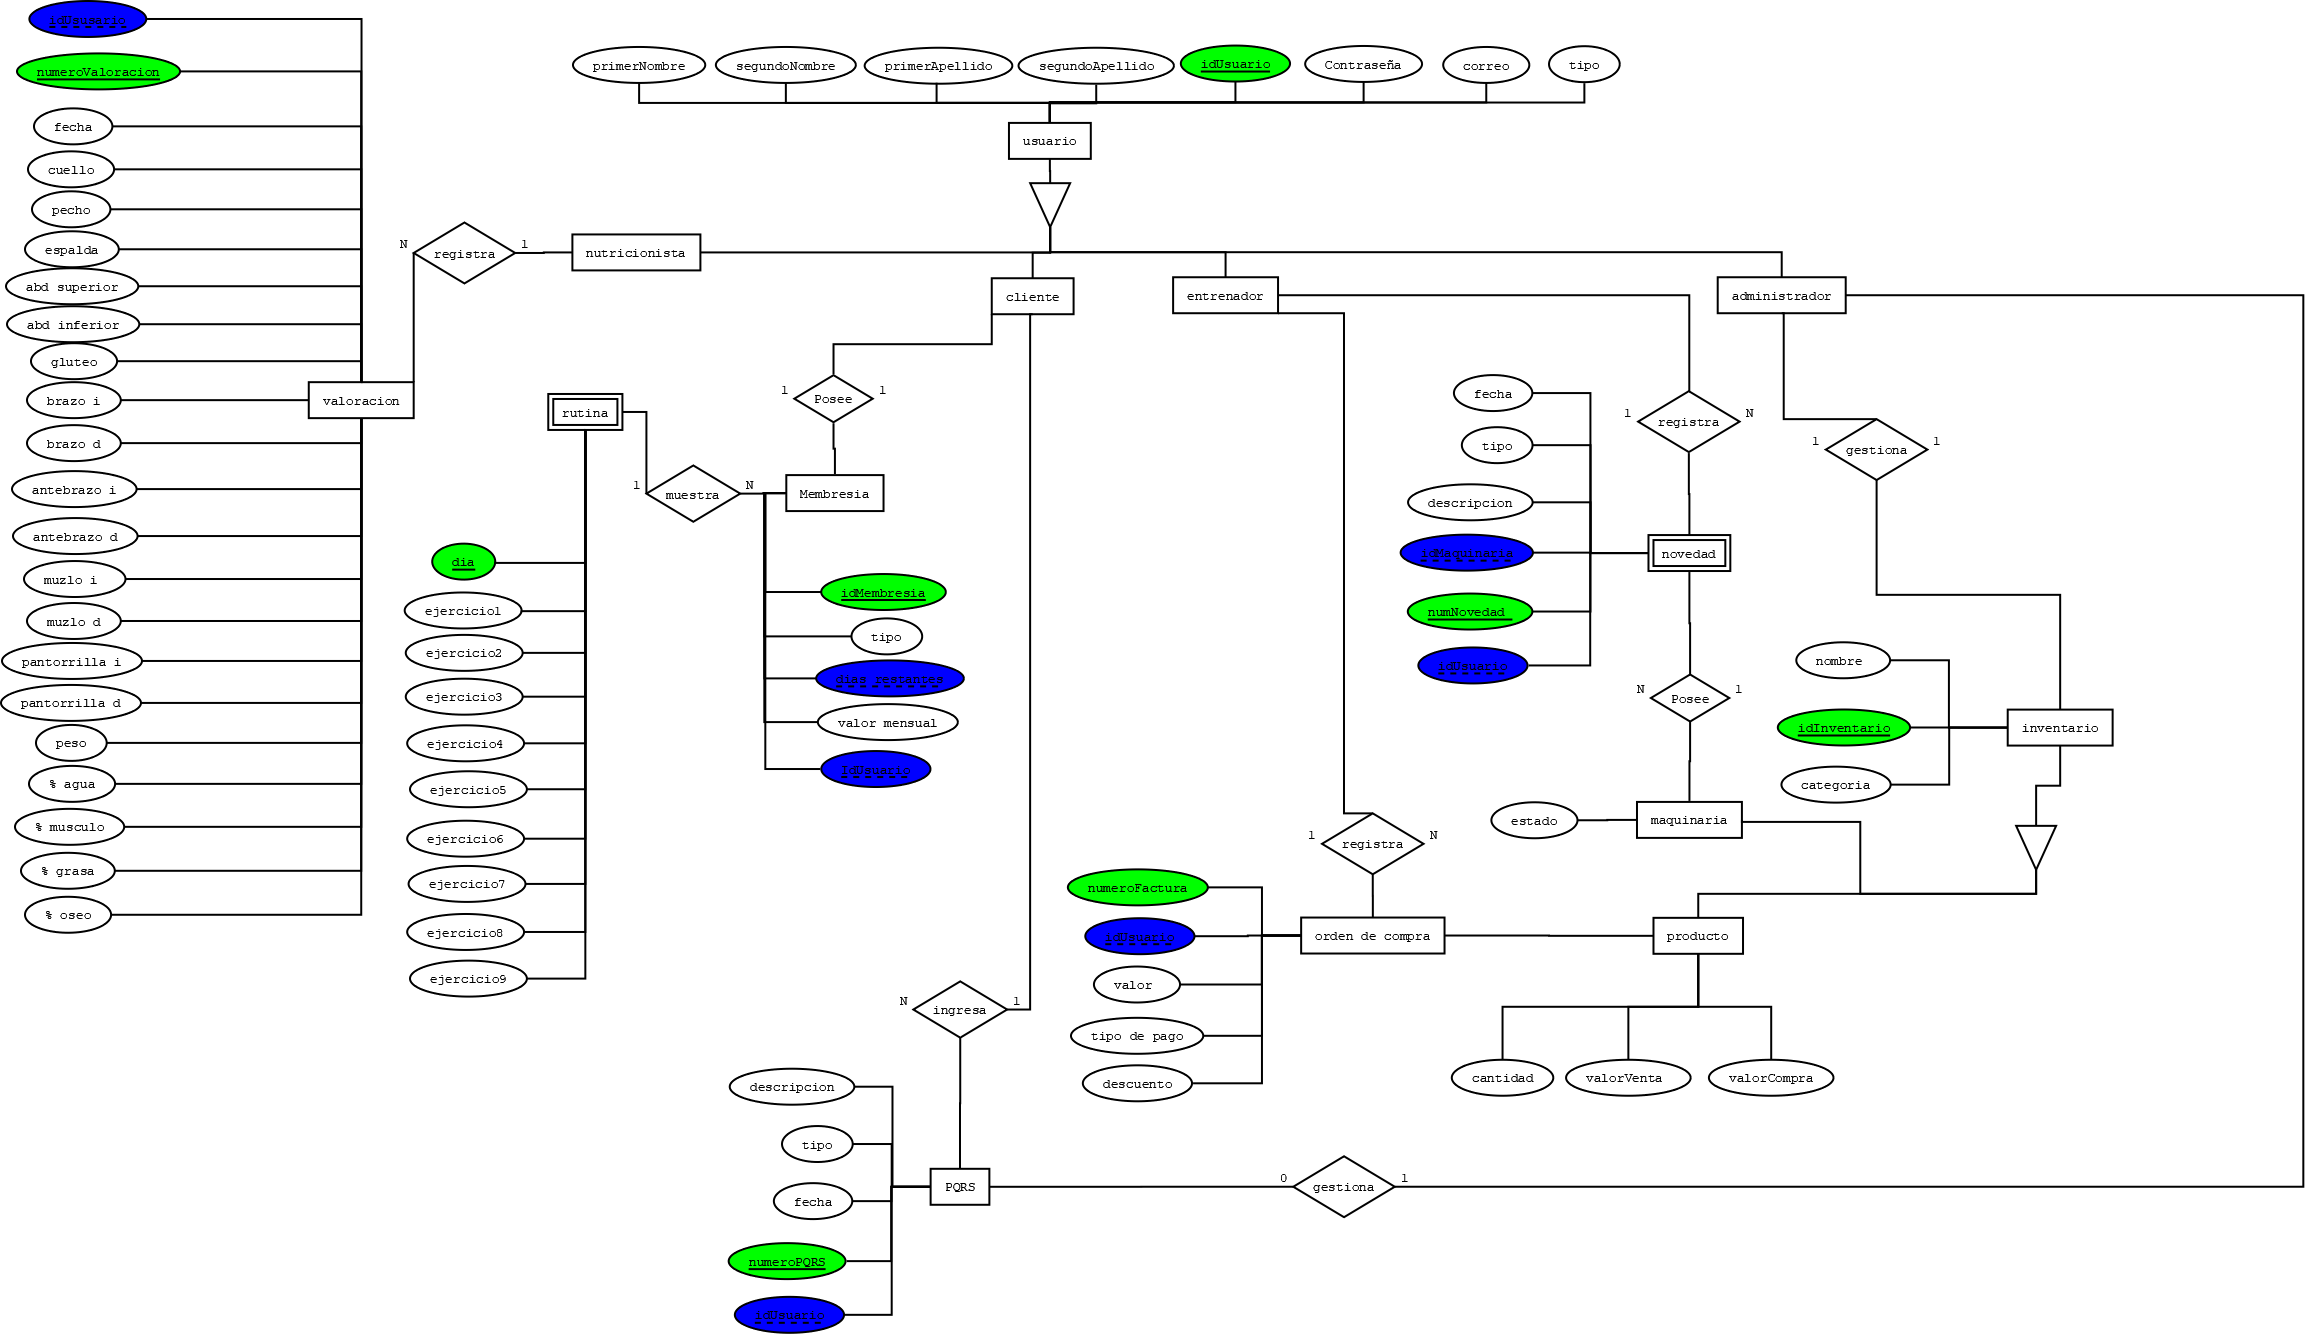 idUsusario
numeroValoracion
fecha
cuello
pecho
espalda
abd superior
abd inferior
gluteo
brazo i
brazo d
antebrazo i
antebrazo d
muzlo i
muzlo d
pantorrilla i
pantorrilla d
peso
% agua
% musculo
% grasa
% oseo
valoracion
N
registra
1
nutricionista
primerNombre
segundoNombre
primerApellido
segundoApellido
idUsuario
Contraseña
correo
tipo
usuario
cliente
entrenador
administrador
1
Posee
1
rutina
1
muestra
N
Membresia
dia
ejercicio1
ejercicio2
ejercicio3
ejercicio4
ejercicio5
ejercicio6
ejercicio7
ejercicio8
ejercicio9
idMembresia
tipo
dias restantes
valor mensual
IdUsuario
fecha
tipo
descripcion
idMaquinaria
numNovedad
idUsuario
1
registra
N
novedad
N
Posee
1
estado
maquinaria
1
gestiona
1
nombre
idInventario
categoria
inventario
1
registra
N
numeroFactura
idUsuario
valor
tipo de pago
descuento
orden de compra
producto
cantidad
valorVenta
valorCompra
N
ingresa
1
descripcion
tipo
fecha
numeroPQRS
idUsuario
PQRS
0
gestiona
1